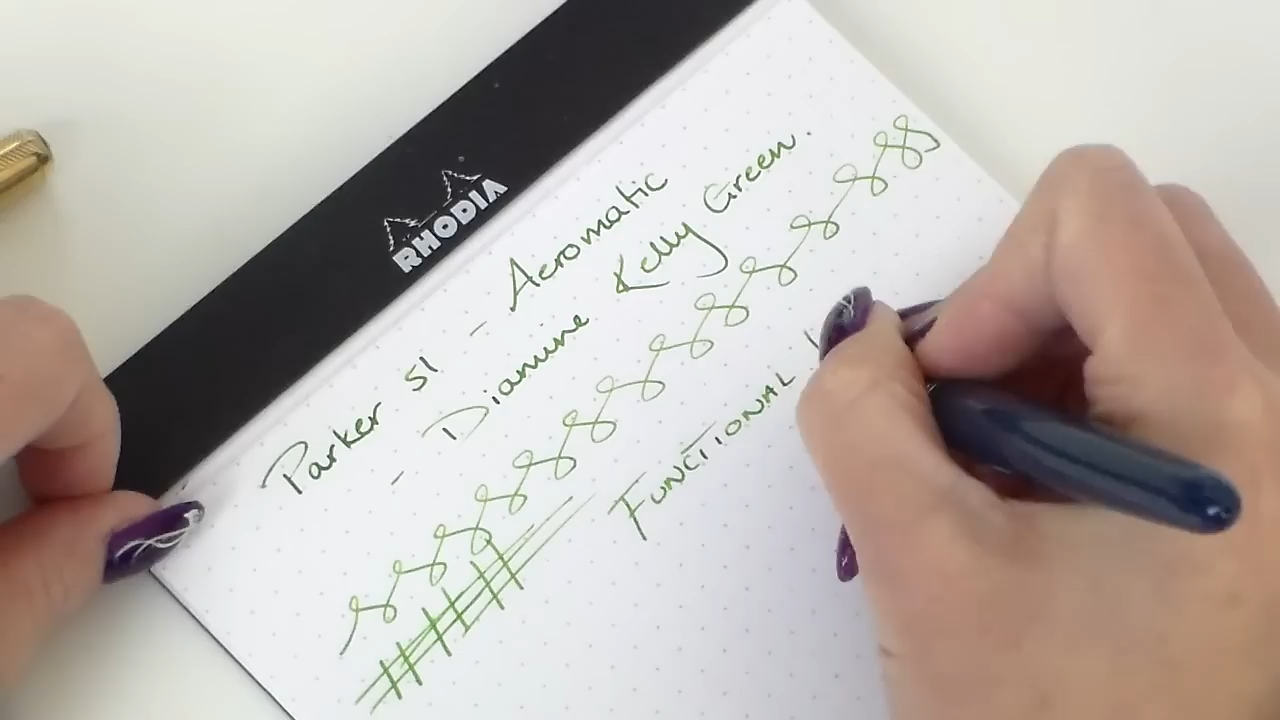 RHODIA
Parker 51 - Aeromatic
- Diamine Kelly Green.
FUNCTIONAL